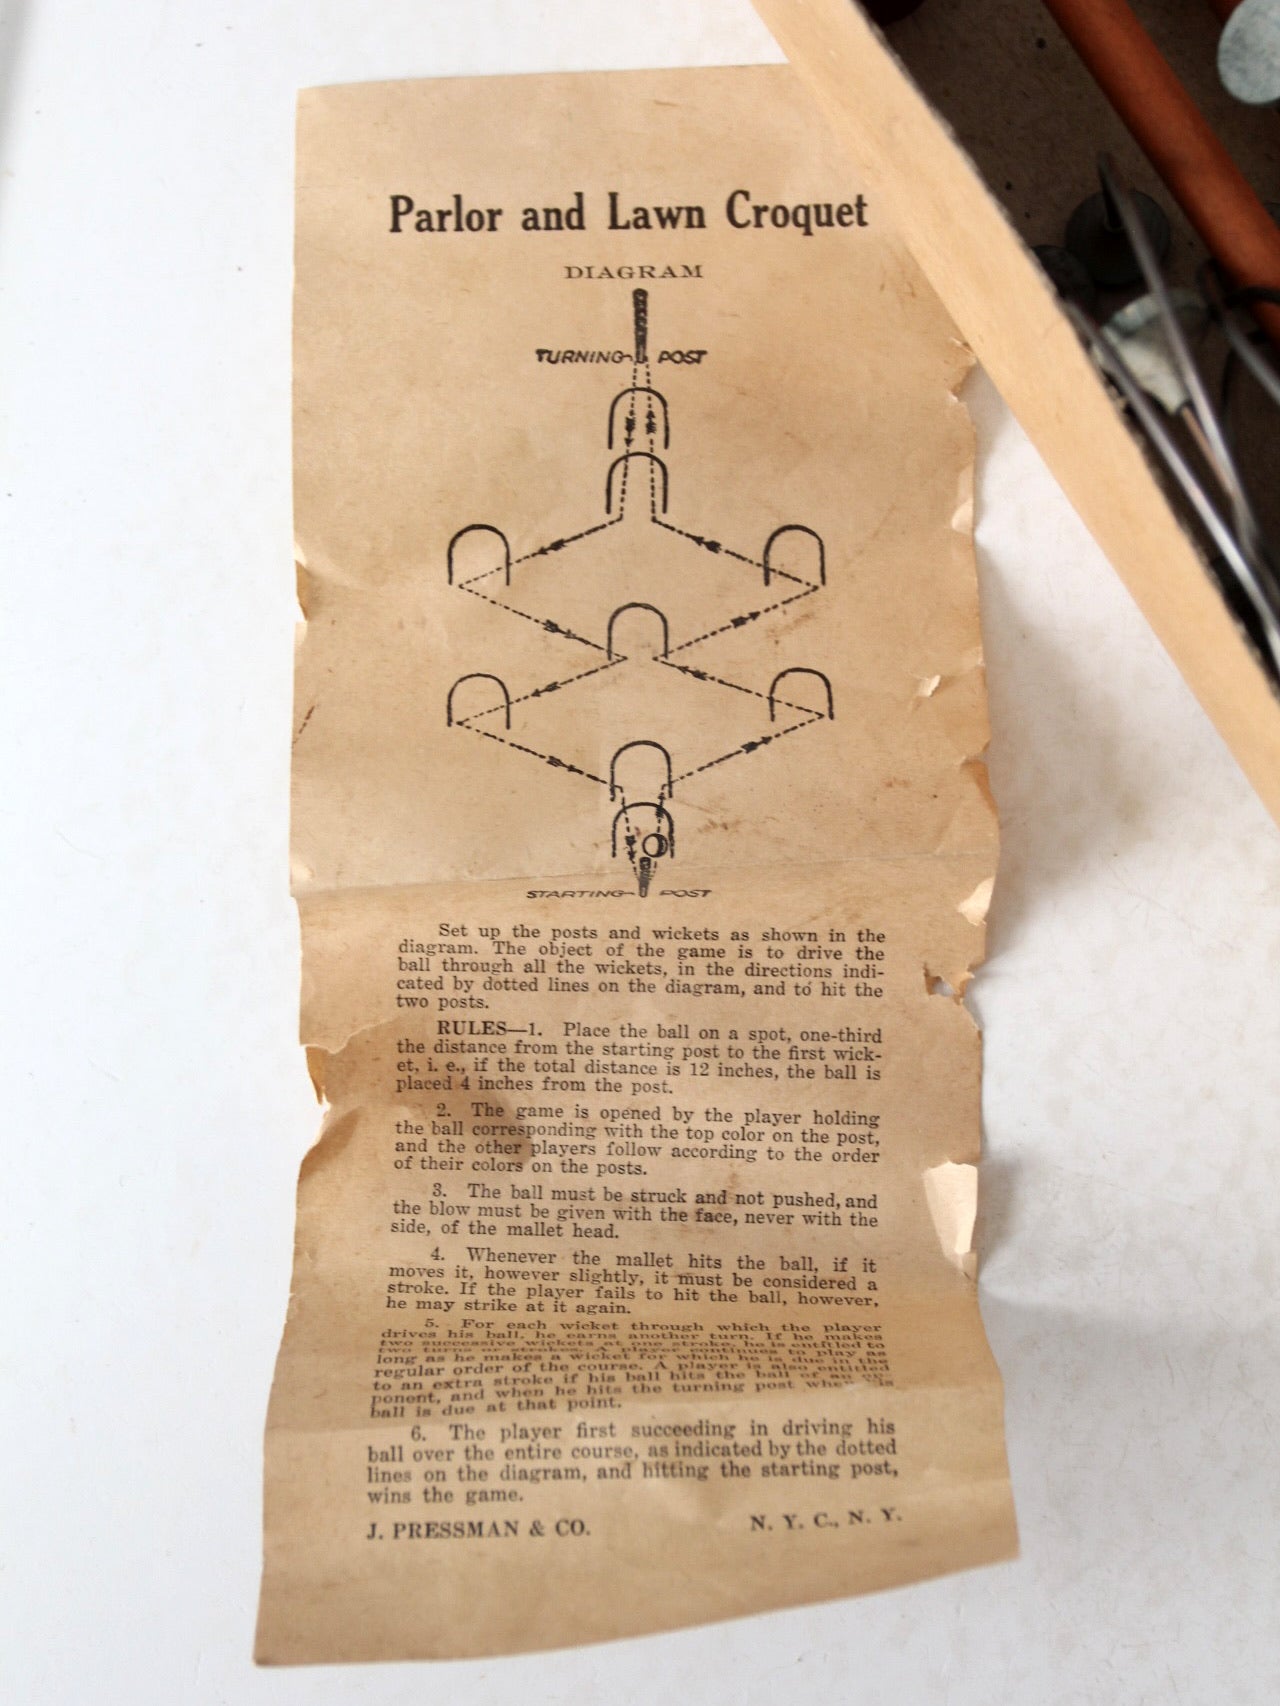 Parlor and Lawn Croquet
DIAGRAM
TURNING POST
STARTING POST
Set up the posts and wickets as shown in the
diagram. The object of the game is to drive the
ball through all the wickets, in the directions indi-
cated by dotted lines on the diagram, and to hit the
two posts.
RULES—1. Place the ball on a spot, one-third
the distance from the starting post to the first wick-
et, i. e., if the total distance is 12 inches, the ball is
placed 4 inches from the post.
2. The game is opened by the player holding
the ball corresponding with the top color on the post,
and the other players follow according to the order
of their colors on the posts.
3. The ball must be struck and not pushed, and
the blow must be given with the face, never with the
side, of the mallet head.
4. Whenever the mallet hits the ball, if it
moves it, however slightly, it must be considered a
stroke. If the player fails to hit the ball, however,
he may strike at it again.
5. For each wicket through which the player
drives his ball, he earns another turn. If he makes
two successive wickets at one stroke, he is entitled to
two turns or strokes. A player continues to play as
long as he makes a wicket for which he is due in the
regular order of the course. A player is also entitled
to an extra stroke if his ball hits the ball of an op-
ponent, and when he hits the turning post when his
ball is due at that point.
6. The player first succeeding in driving his
ball over the entire course, as indicated by the dotted
lines on the diagram, and hitting the starting post,
wins the game.
J. PRESSMAN & CO. N. Y. C., N. Y.